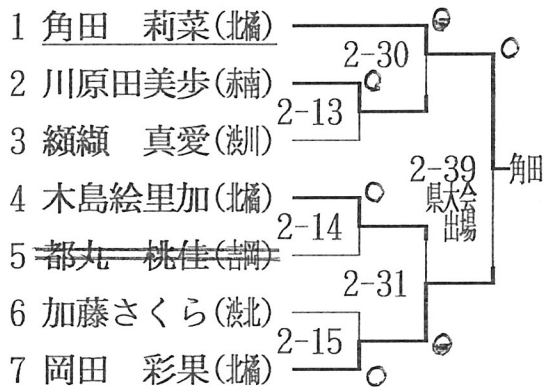 1 角田 莉菜(北橘)
2-30
2 川原田美歩(赤南)
2-13
3 纐纈 真愛(渋川)
2-39
角田
県大会
出場
4 木島絵里加(北橘)
2-14
5 都丸 桃佳(吉岡)
2-31
6 加藤さくら(渋北)
2-15
7 岡田 彩果(北橘)